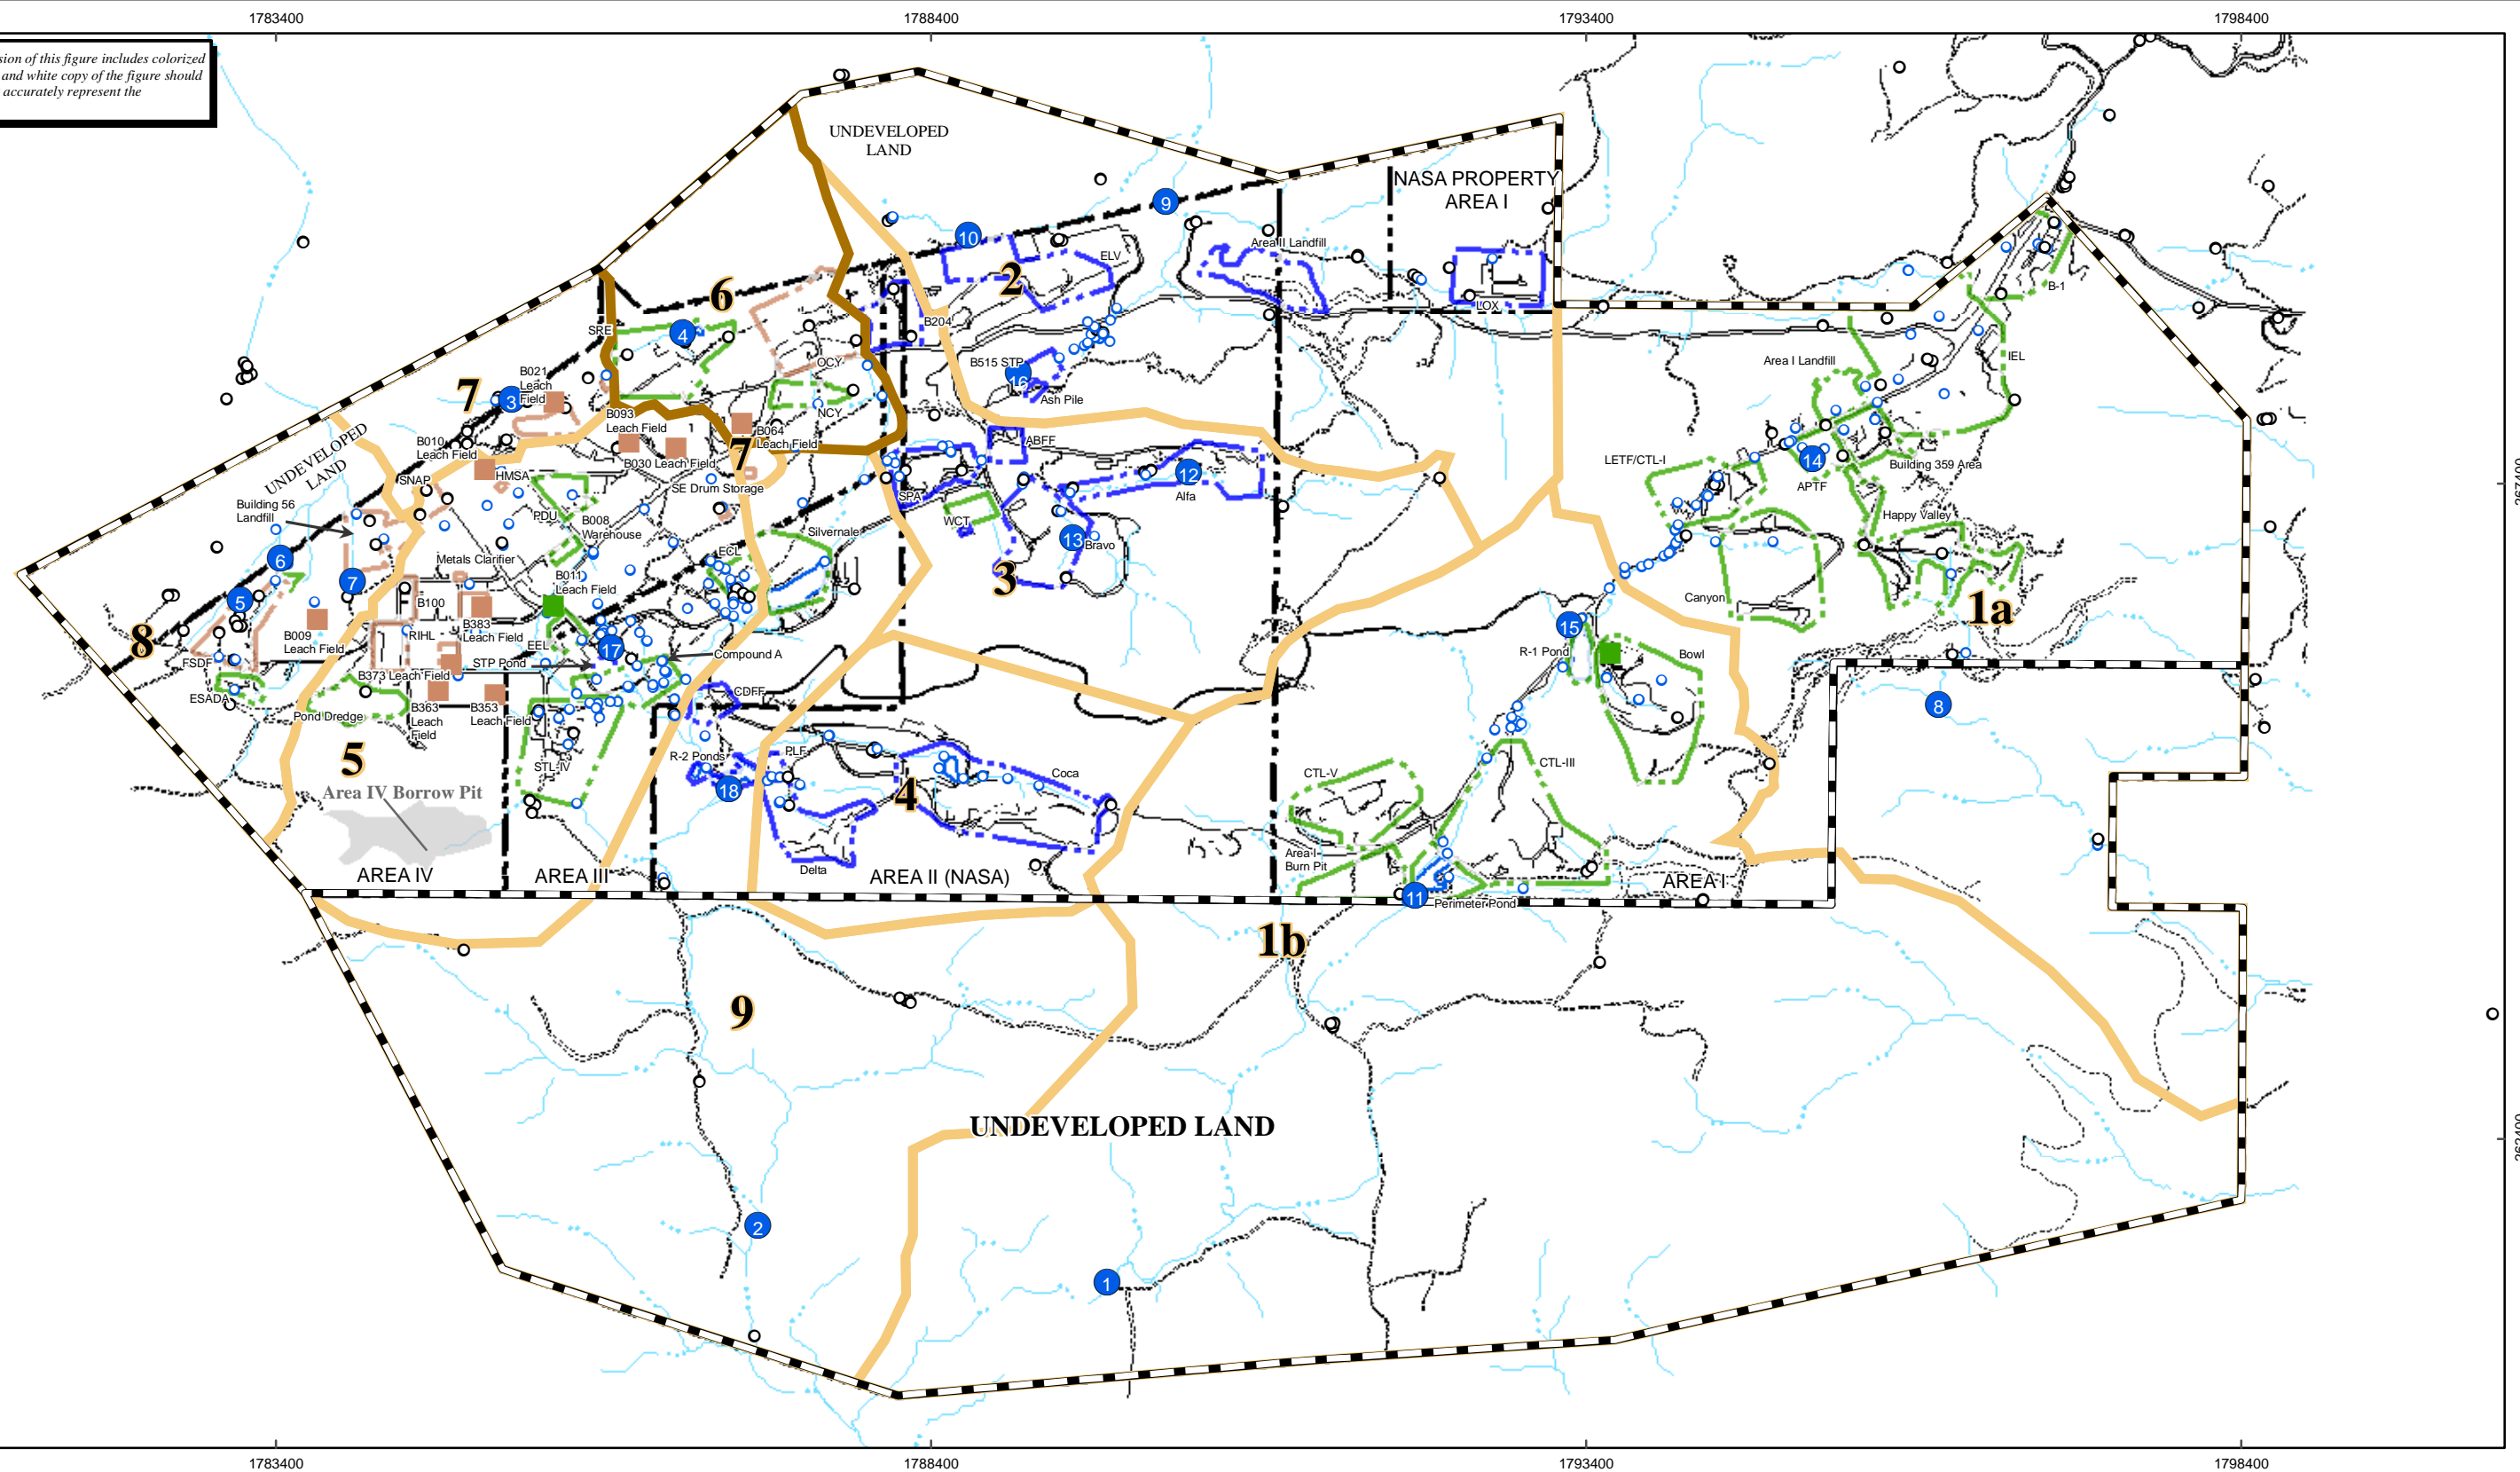 1783400
1788400
1793400
1798400
sion of this figure includes colorized
and white copy of the figure should
accurately represent the
UNDEVELOPED
LAND
NASA PROPERTY
AREA I
9
10
Area II Landfill
ELV
2
6
LOX
B-1
SRE
4
B204
OCY
B515 STP
16
Ash Pile
Area I Landfill
IEL
7
B021
Leach
Field
3
NCY
B093
Leach Field
B064
Leach Field
7
B030 Leach Field
B010
Leach Field
UNDEVELOPED
LAND
HMSA
SNAP
SE Drum Storage
ABFF
12
Alfa
SPA
LETF/CTL-I
14
APTF
Building 359 Area
Building 56
Landfill
PDU
B008
Warehouse
Silvernale
WCT
13
Bravo
Happy Valley
267400
6
7
Metals Clarifier
ECL
B011
Leach Field
3
5
B100
Canyon
1a
8
B009
Leach Field
RIHL
B383
Leach Field
EEL
17
15
FSDF
STP Pond
Compound A
R-1 Pond
Bowl
B373 Leach Field
ESADA
Pond Dredge
B363
Leach
Field
B353
Leach Field
CDFF
8
5
STL-IV
R-2 Ponds
PLF
18
Coca
4
CTL-V
CTL-III
Area IV Borrow Pit
Area I
Burn Pit
Delta
AREA IV
AREA III
AREA II (NASA)
AREA I
11
Perimeter Pond
1b
9
UNDEVELOPED LAND
262400
2
1
1783400
1788400
1793400
1798400